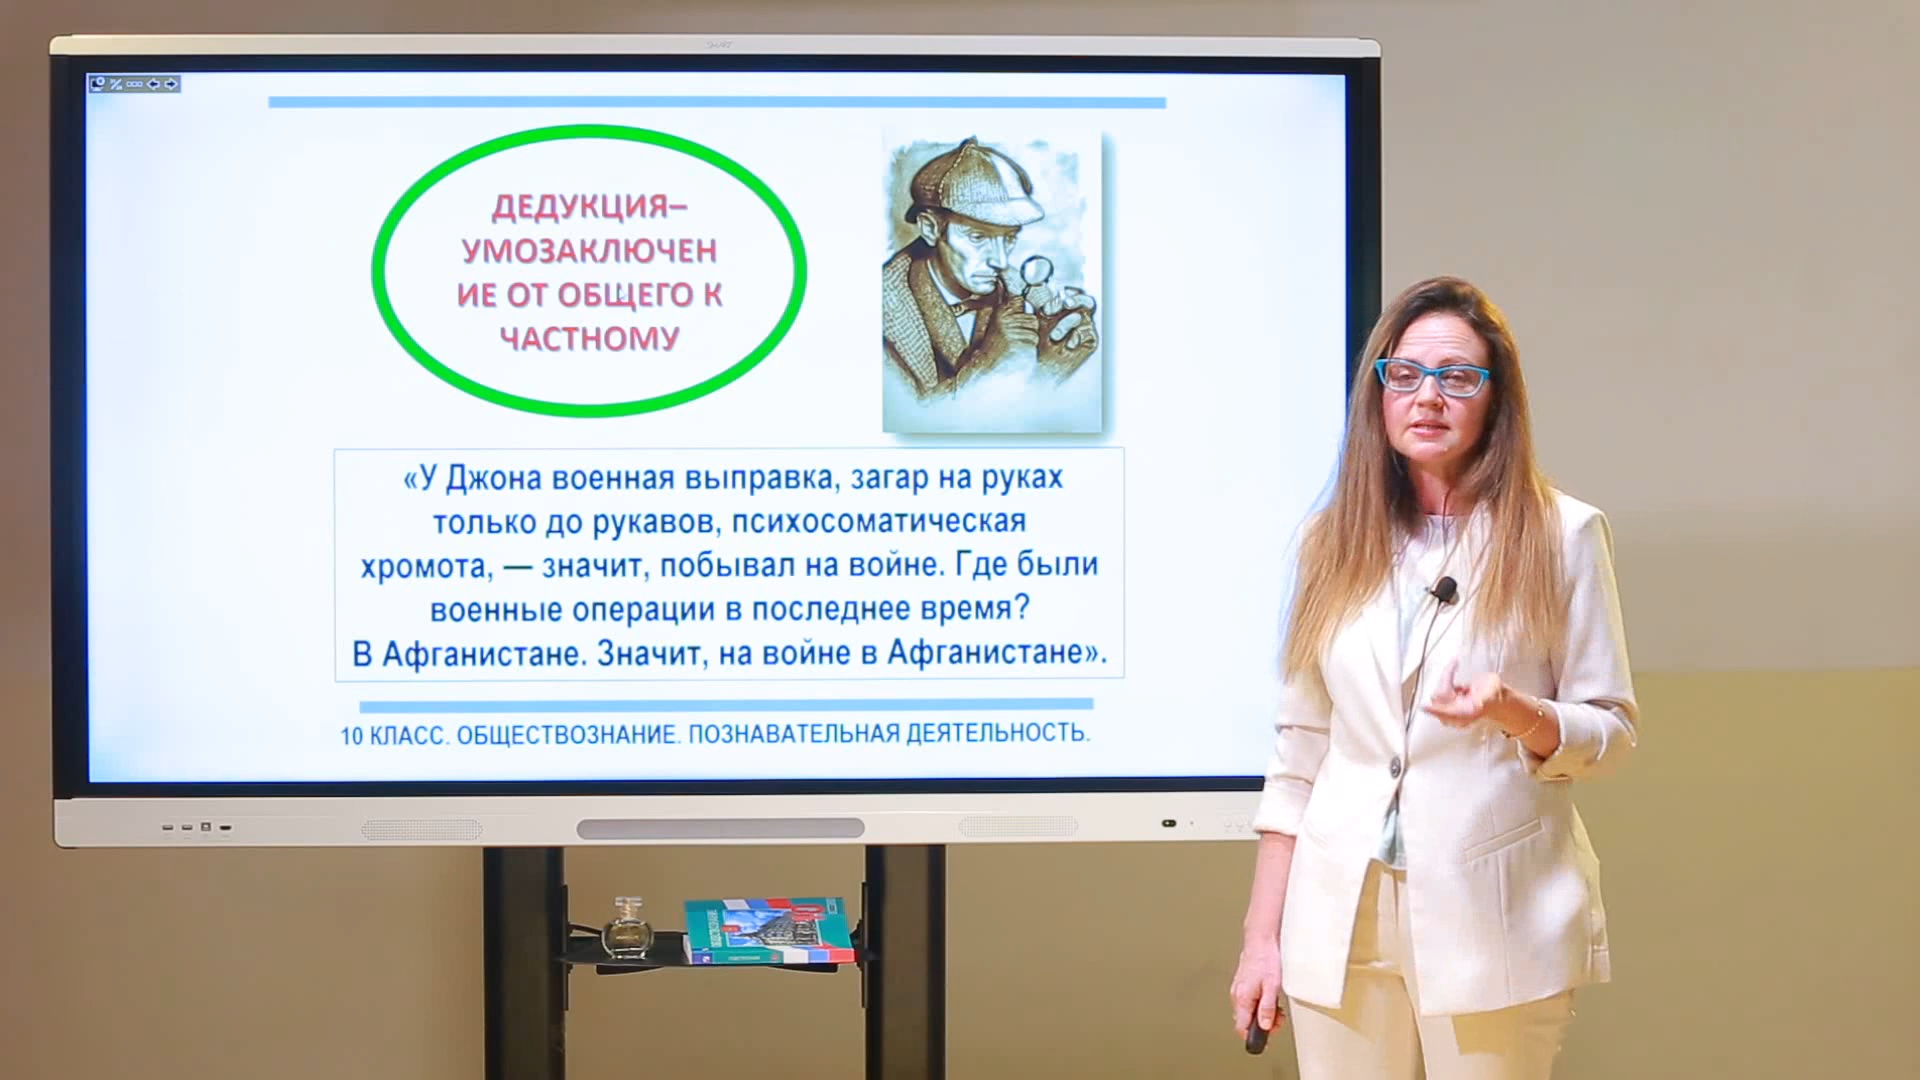 SMART
ДЕДУКЦИЯ–
УМОЗАКЛЮЧЕН
ИЕ ОТ ОБЩЕГО К
ЧАСТНОМУ
«У Джона военная выправка, загар на руках
только до рукавов, психосоматическая
хромота, — значит, побывал на войне. Где были
военные операции в последнее время?
В Афганистане. Значит, на войне в Афганистане».
10 КЛАСС. ОБЩЕСТВОЗНАНИЕ. ПОЗНАВАТЕЛЬНАЯ ДЕЯТЕЛЬНОСТЬ.